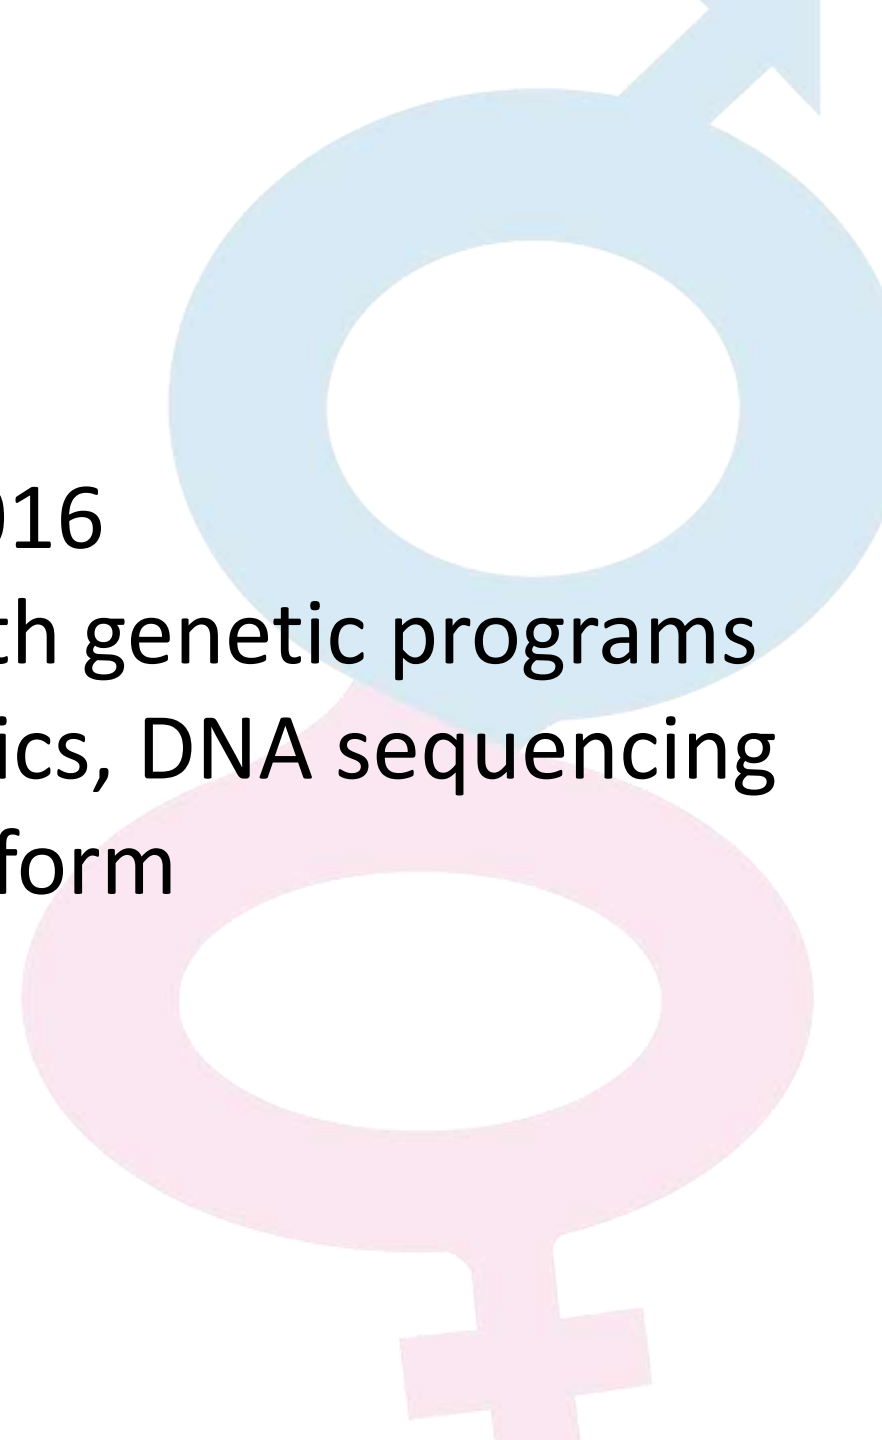 016
th genetic programs
ics, DNA sequencing
form